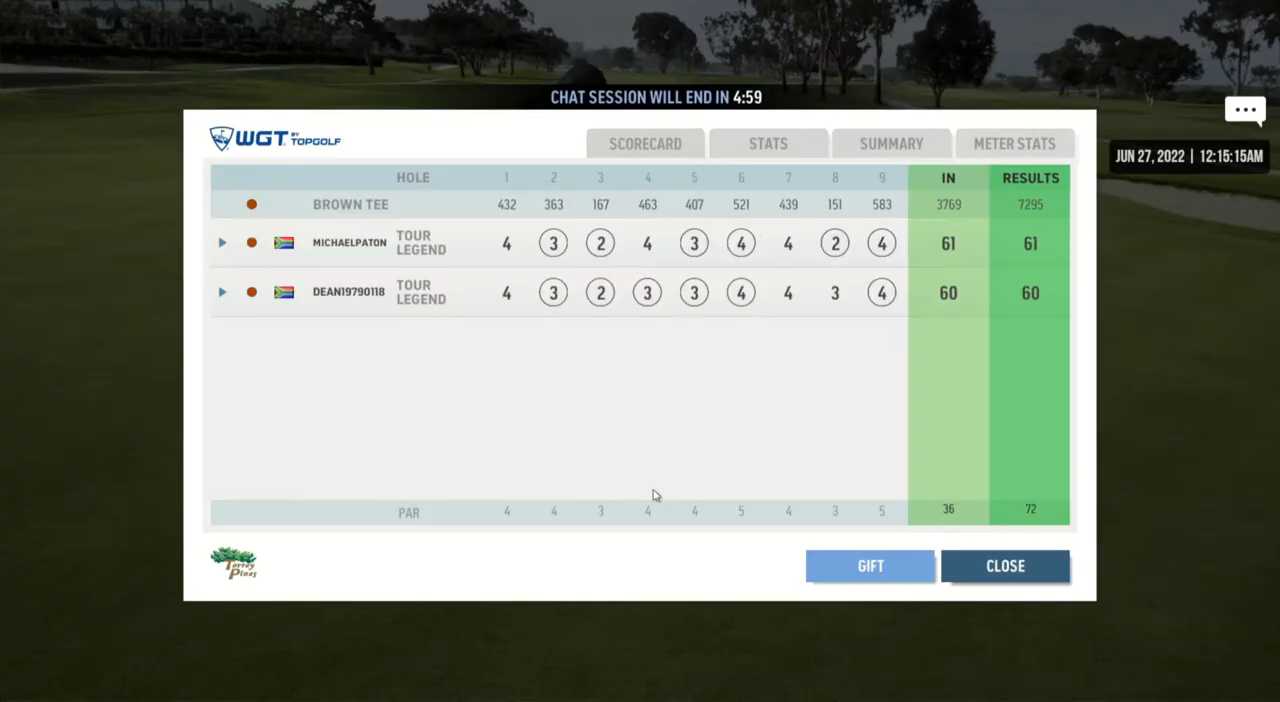 CHAT SESSION WILL END IN 4:59
WGT BY TOPGOLF
SCORECARD STATS SUMMARY METER STATS
JUN 27, 2022 | 12:15:15AM
HOLE 1 2 3 4 5 6 7 8 9 IN RESULTS
BROWN TEE 432 363 167 463 407 521 439 151 583 3769 7295
MICHAELPATON TOUR LEGEND 4 3 2 4 3 4 4 2 4 61 61
DEAN19790118 TOUR LEGEND 4 3 2 3 3 4 4 3 4 60 60
PAR 4 4 3 4 4 5 4 3 5 36 72
Torrey
Pines
GIFT CLOSE